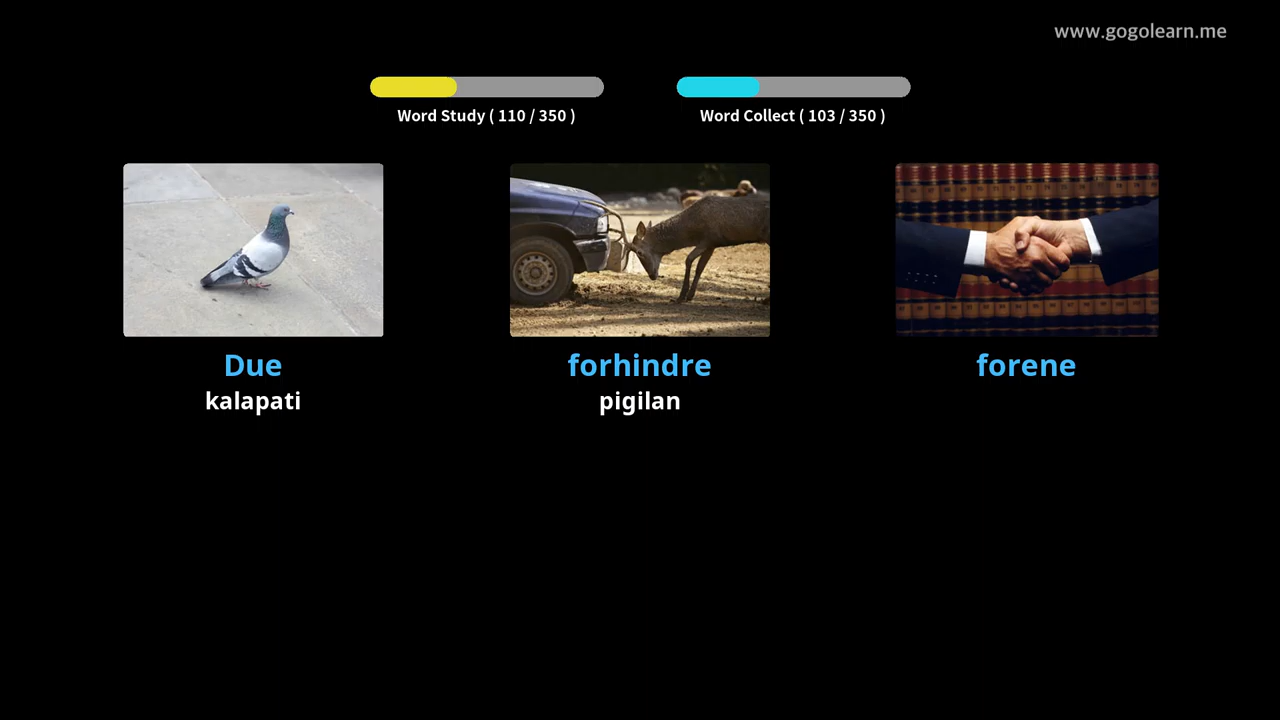 www.gogolearn.me
Word Study ( 110 / 350 )
Word Collect ( 103 / 350 )
Due
forhindre
forene
kalapati
pigilan